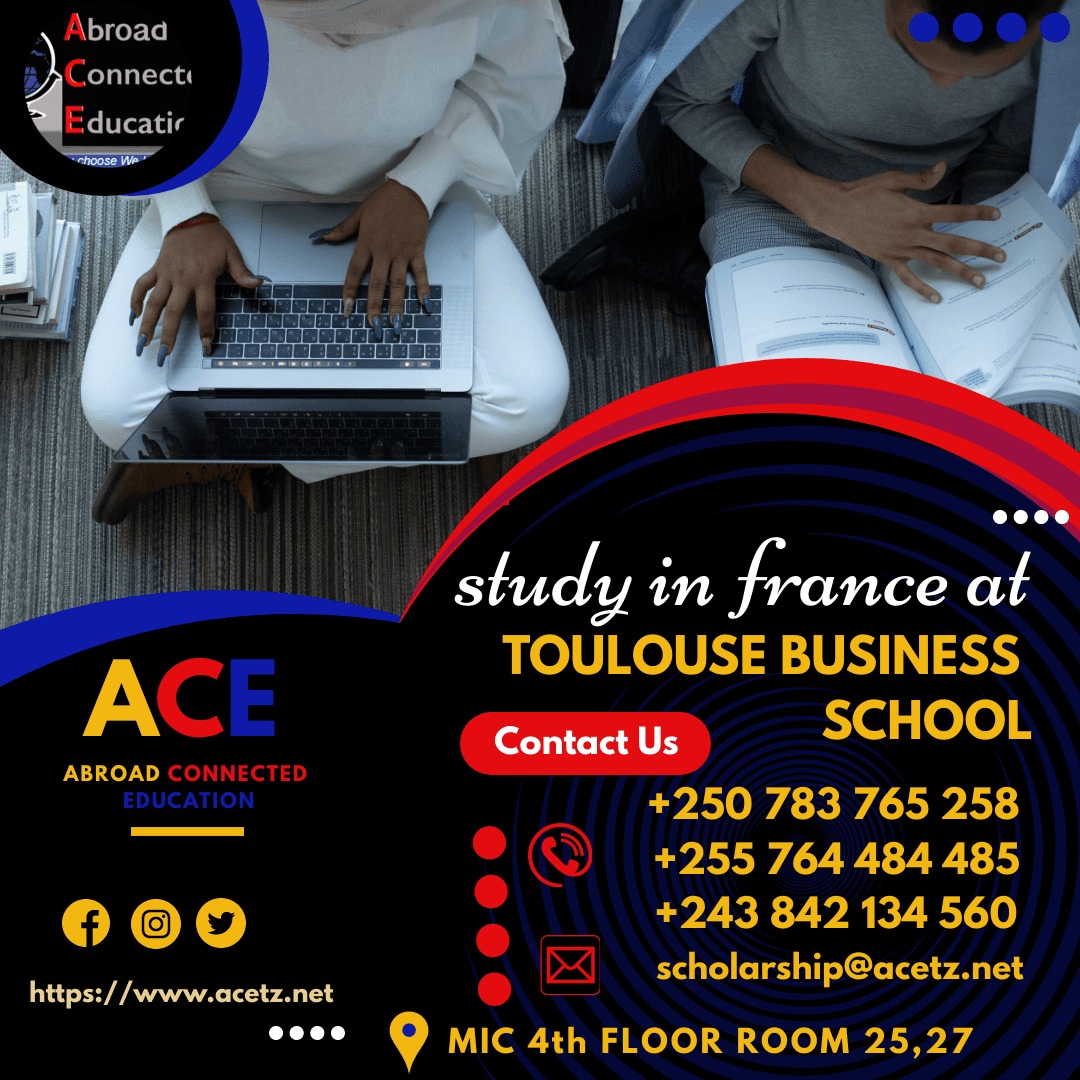 Abroad
Connecte
Educatio
choose We
study in france at
TOULOUSE BUSINESS
SCHOOL
ACE
ABROAD CONNECTED
EDUCATION
Contact Us
+250 783 765 258
+255 764 484 485
+243 842 134 560
scholarship@acetz.net
https://www.acetz.net
MIC 4th FLOOR ROOM 25,27